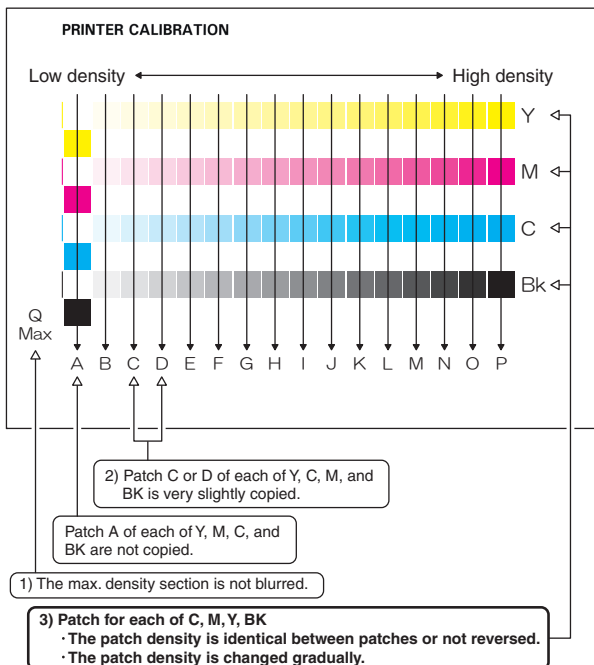 PRINTER CALIBRATION
Low density
High density
Y
M
C
Bk
Q
Max
A B C D E F G H I J K L M N O P
2) Patch C or D of each of Y, C, M, and
BK is very slightly copied.
Patch A of each of Y, M, C, and
BK are not copied.
1) The max. density section is not blurred.
3) Patch for each of C, M, Y, BK
· The patch density is identical between patches or not reversed.
· The patch density is changed gradually.